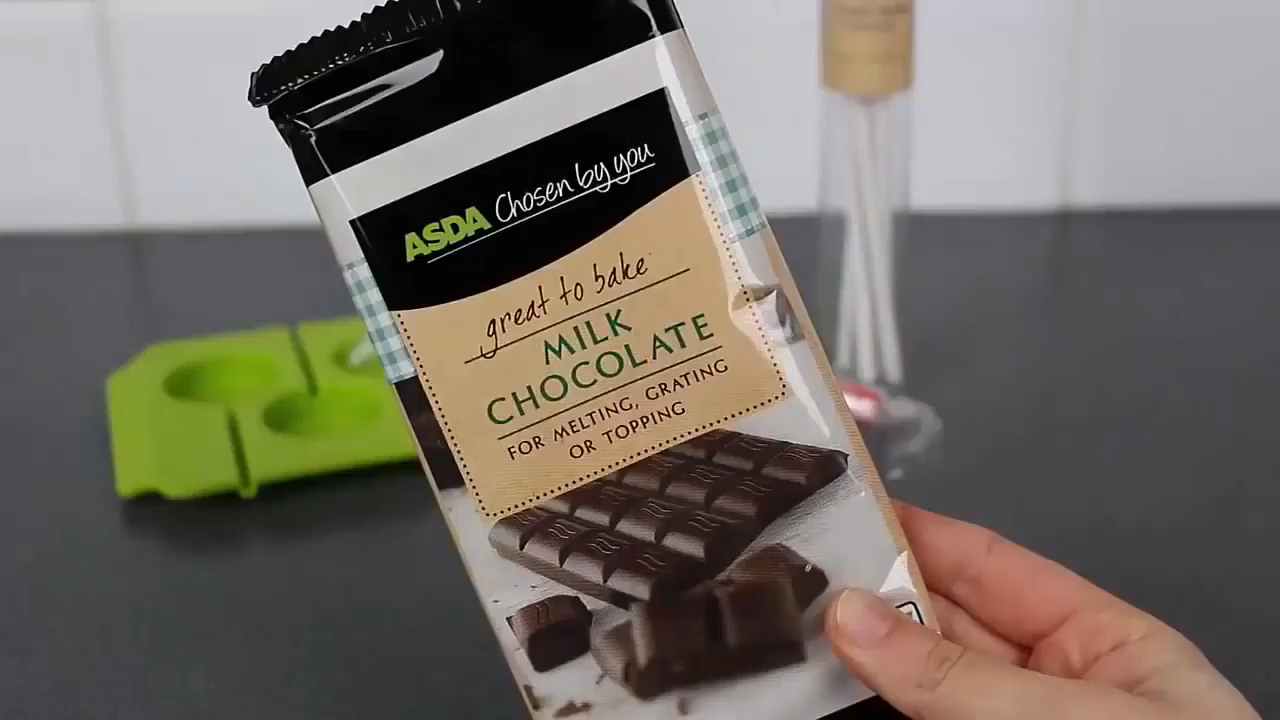 ASDA Chosen by you
great to bake
MILK
CHOCOLATE
FOR MELTING, GRATING
OR TOPPING